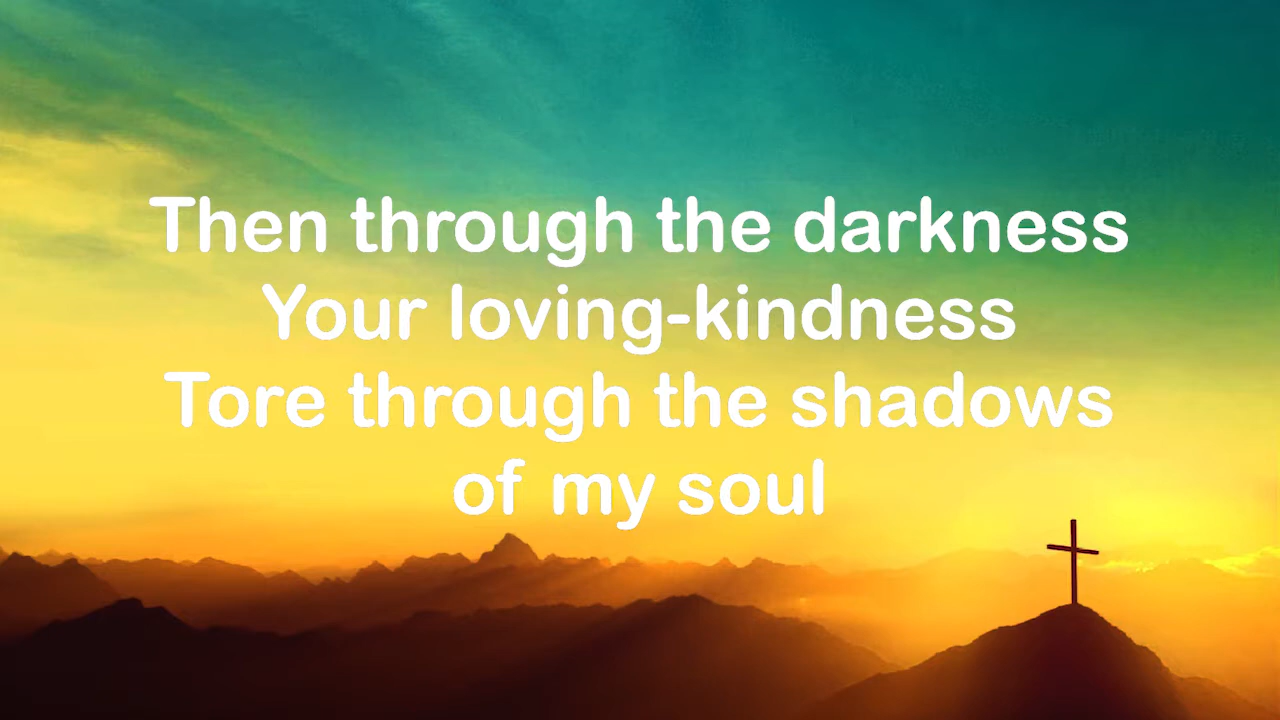 Then through the darkness
Your loving-kindness
Tore through the shadows
of my soul